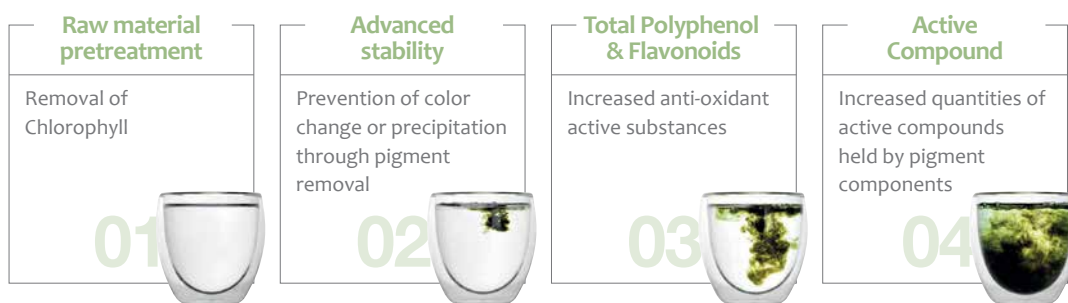 Raw material
pretreatment
Removal of
Chlorophyll
01
Advanced
stability
Prevention of color
change or precipitation
through pigment
removal
02
Total Polyphenol
& Flavonoids
Increased anti-oxidant
active substances
03
Active
Compound
Increased quantities of
active compounds
held by pigment
components
04